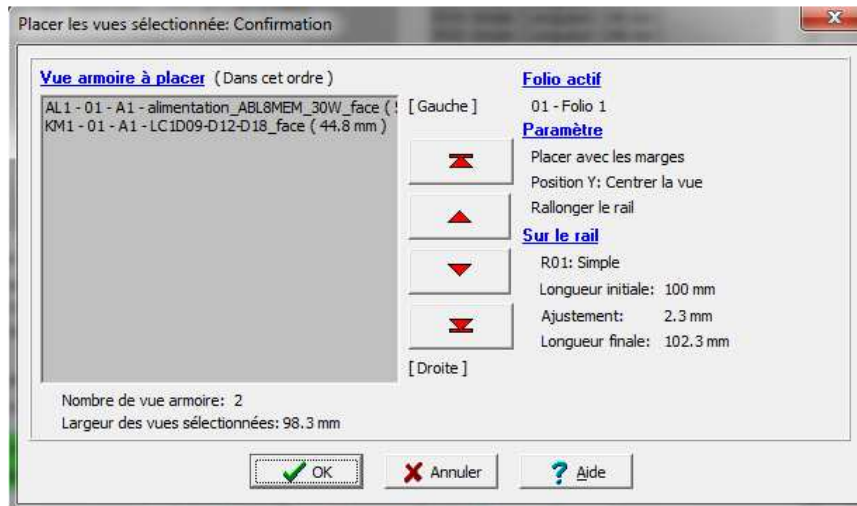 Placer les vues sélectionnée: Confirmation
Vue armoire à placer (Dans cet ordre)
AL1 - 01 - A1 - alimentation_ABL8MEM_30W_face (
KM1 - 01 - A1 - LC1D09-D12-D18_face ( 44.8 mm )
[ Gauche ]
[ Droite ]
Nombre de vue armoire: 2
Largeur des vues sélectionnées: 98.3 mm
Folio actif
01 - Folio 1
Paramètre
Placer avec les marges
Position Y: Centrer la vue
Rallonger le rail
Sur le rail
R01: Simple
Longueur initiale: 100 mm
Ajustement: 2.3 mm
Longueur finale: 102.3 mm
OK
Annuler
Aide